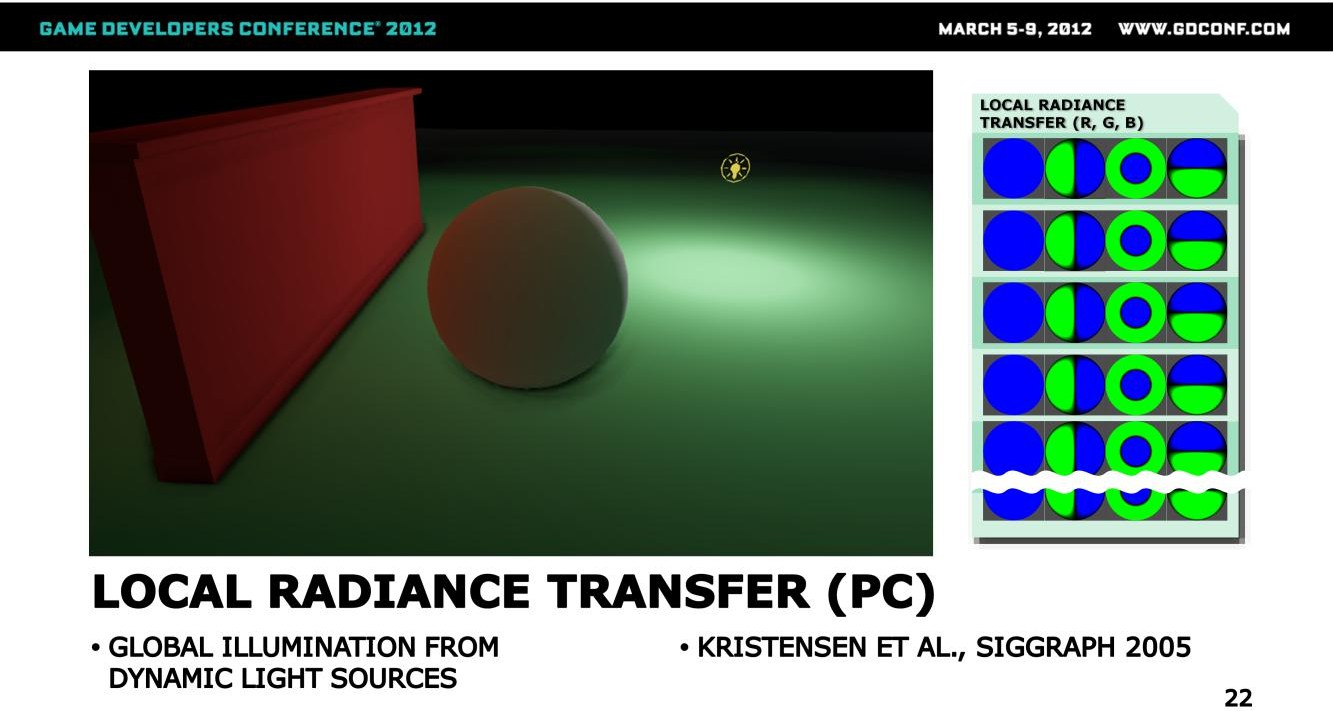 GAME DEVELOPERS CONFERENCE® 2012
MARCH 5-9, 2012 WWW.GDCONF.COM
LOCAL RADIANCE
TRANSFER (R, G, B)
LOCAL RADIANCE TRANSFER (PC)
• GLOBAL ILLUMINATION FROM
DYNAMIC LIGHT SOURCES
• KRISTENSEN ET AL., SIGGRAPH 2005
22